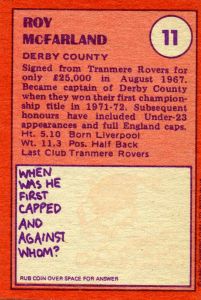 ROY
McFARLAND
11
DERBY COUNTY
Signed from Tranmere Rovers for
only £25,000 in August 1967.
Became captain of Derby County
when they won their first champion-
ship title in 1971-72. Subsequent
honours have included Under-23
appearances and full England caps.
Ht. 5.10 Born Liverpool
Wt. 11.3 Pos. Half Back
Last Club Tranmere Rovers
WHEN
WAS HE
FIRST
CAPPED
AND
AGAINST
WHOM?
RUB COIN OVER SPACE FOR ANSWER